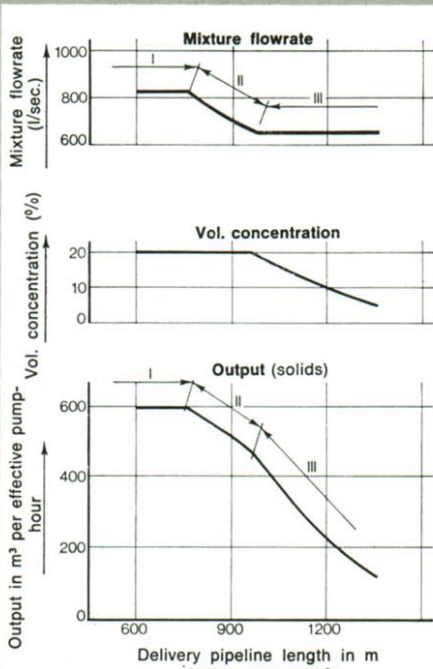 Mixture flowrate
Mixture flowrate
(l/sec.)
1000
800
600
I
II
III
Vol. concentration
Vol. concentration (%)
20
10
0
Output (solids)
Output in m³ per effective pump-
hour
600
400
200
0
I
II
III
600
900
1200
Delivery pipeline length in m